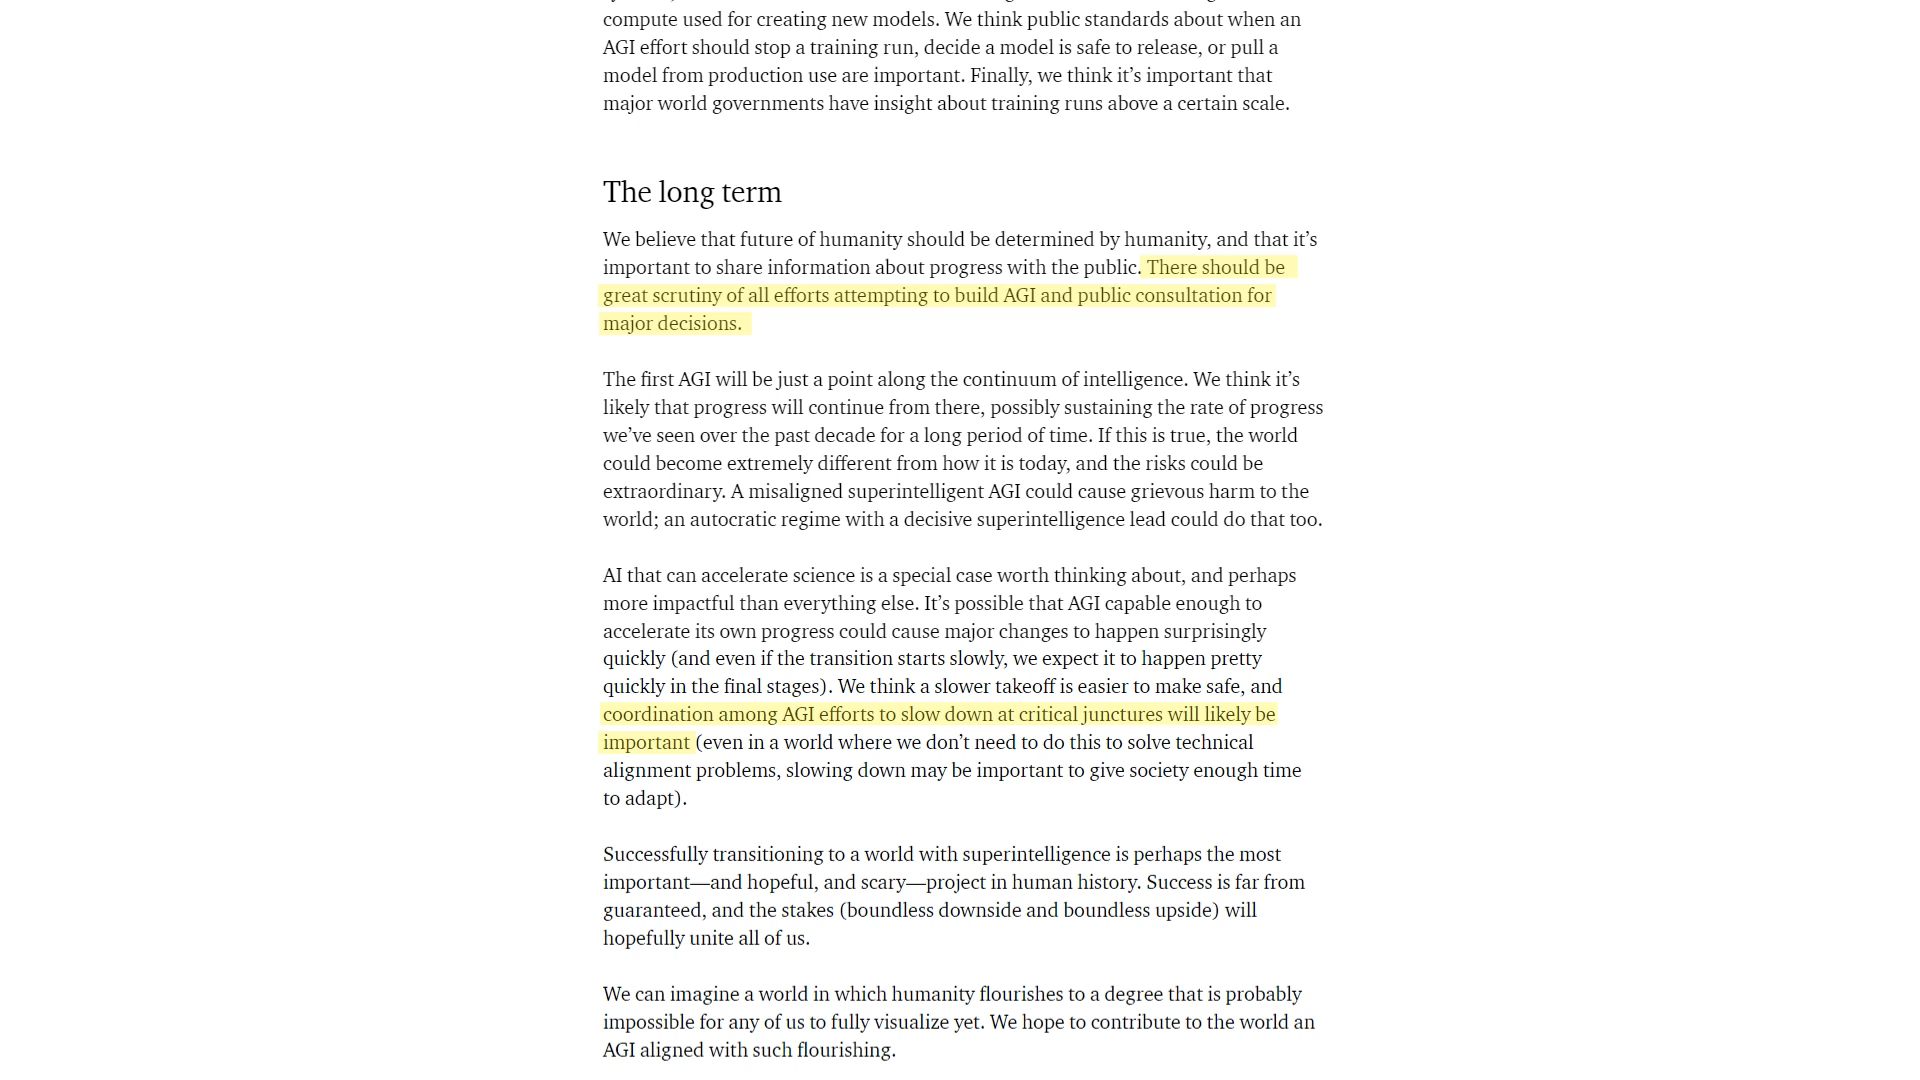 compute used for creating new models. We think public standards about when an
AGI effort should stop a training run, decide a model is safe to release, or pull a
model from production use are important. Finally, we think it’s important that
major world governments have insight about training runs above a certain scale.
The long term
We believe that future of humanity should be determined by humanity, and that it’s
important to share information about progress with the public. There should be
great scrutiny of all efforts attempting to build AGI and public consultation for
major decisions.
The first AGI will be just a point along the continuum of intelligence. We think it’s
likely that progress will continue from there, possibly sustaining the rate of progress
we’ve seen over the past decade for a long period of time. If this is true, the world
could become extremely different from how it is today, and the risks could be
extraordinary. A misaligned superintelligent AGI could cause grievous harm to the
world; an autocratic regime with a decisive superintelligence lead could do that too.
AI that can accelerate science is a special case worth thinking about, and perhaps
more impactful than everything else. It’s possible that AGI capable enough to
accelerate its own progress could cause major changes to happen surprisingly
quickly (and even if the transition starts slowly, we expect it to happen pretty
quickly in the final stages). We think a slower takeoff is easier to make safe, and
coordination among AGI efforts to slow down at critical junctures will likely be
important (even in a world where we don’t need to do this to solve technical
alignment problems, slowing down may be important to give society enough time
to adapt).
Successfully transitioning to a world with superintelligence is perhaps the most
important—and hopeful, and scary—project in human history. Success is far from
guaranteed, and the stakes (boundless downside and boundless upside) will
hopefully unite all of us.
We can imagine a world in which humanity flourishes to a degree that is probably
impossible for any of us to fully visualize yet. We hope to contribute to the world an
AGI aligned with such flourishing.